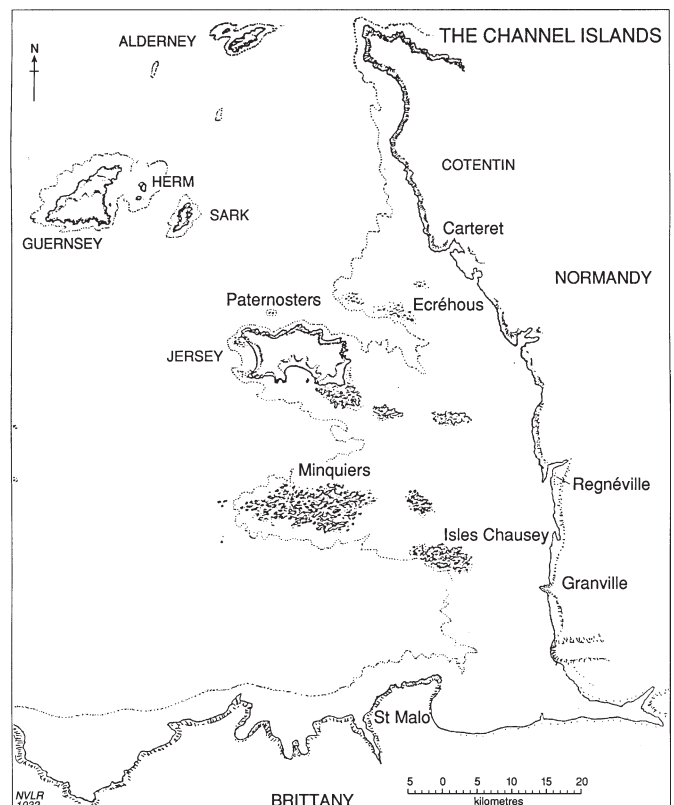 ALDERNEY
THE CHANNEL ISLANDS
N
COTENTIN
HERM
SARK
GUERNSEY
Carteret
NORMANDY
Paternosters
Ecréhous
JERSEY
Minquiers
Regnéville
Isles Chausey
Granville
St Malo
5 0 5 10 15 20
kilometres
NVLR
BRITTANY